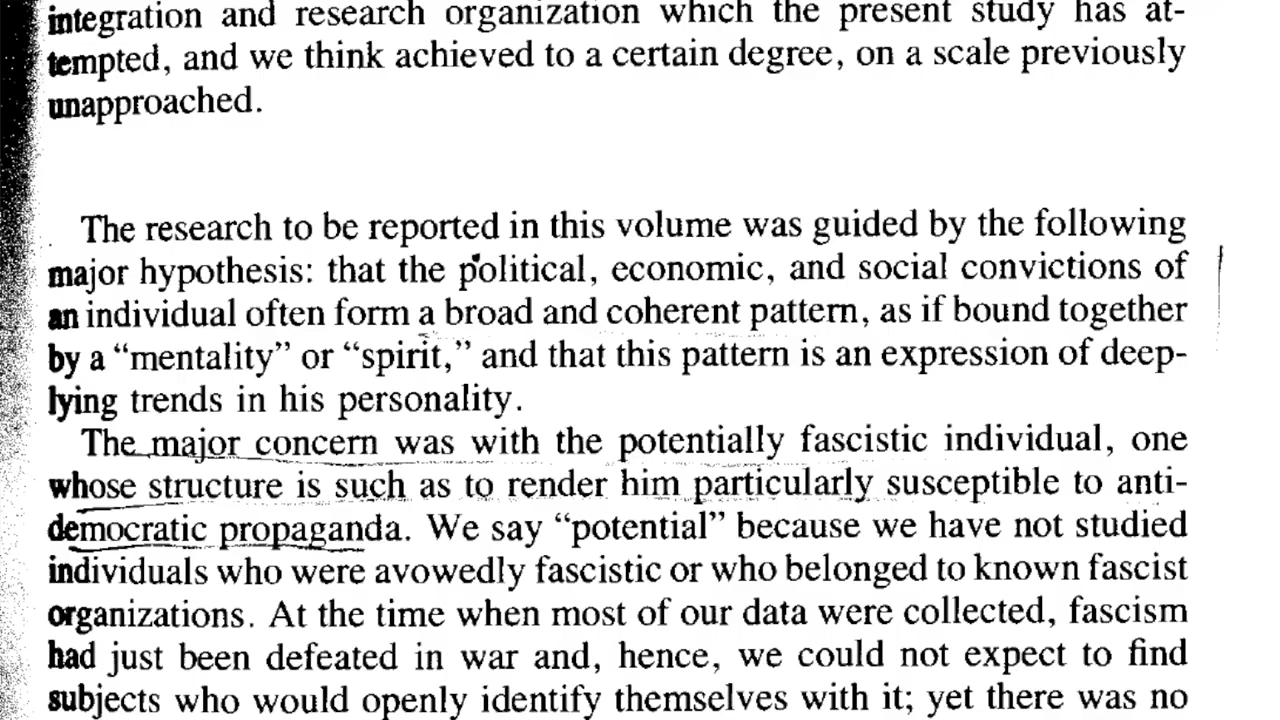 integration and research organization which the present study has at-
tempted, and we think achieved to a certain degree, on a scale previously
unapproached.
The research to be reported in this volume was guided by the following
major hypothesis: that the political, economic, and social convictions of
an individual often form a broad and coherent pattern, as if bound together
by a “mentality” or “spirit,” and that this pattern is an expression of deep-
lying trends in his personality.
The major concern was with the potentially fascistic individual, one
whose structure is such as to render him particularly susceptible to anti-
democratic propaganda. We say “potential” because we have not studied
individuals who were avowedly fascistic or who belonged to known fascist
organizations. At the time when most of our data were collected, fascism
had just been defeated in war and, hence, we could not expect to find
subjects who would openly identify themselves with it; yet there was no